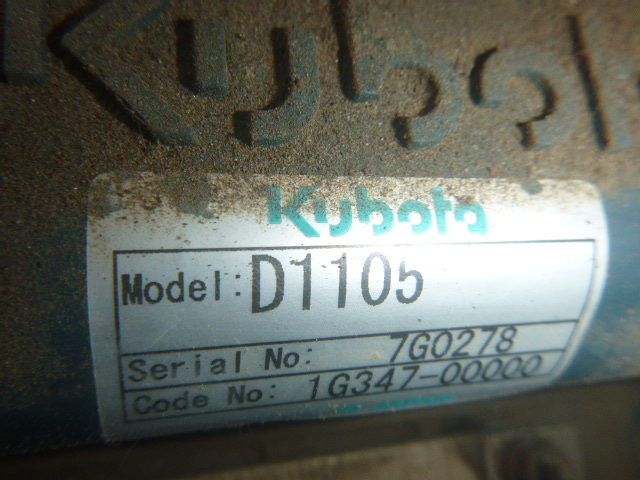 Kubota
Kubota
Model: D1105
Serial No: 7G0278
Code No: 1G347-00000